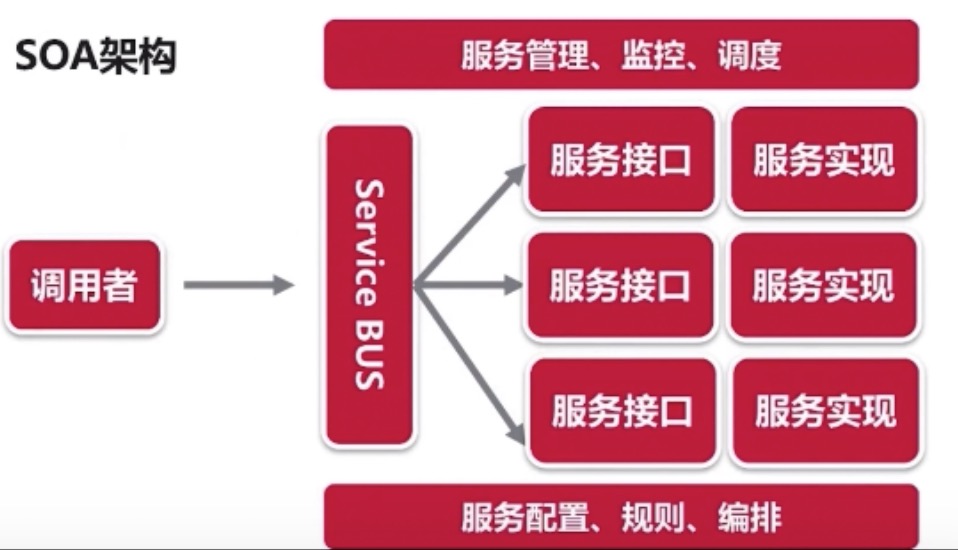 SOA架构
服务管理、监控、调度
调用者
Service BUS
服务接口
服务实现
服务接口
服务实现
服务接口
服务实现
服务配置、规则、编排